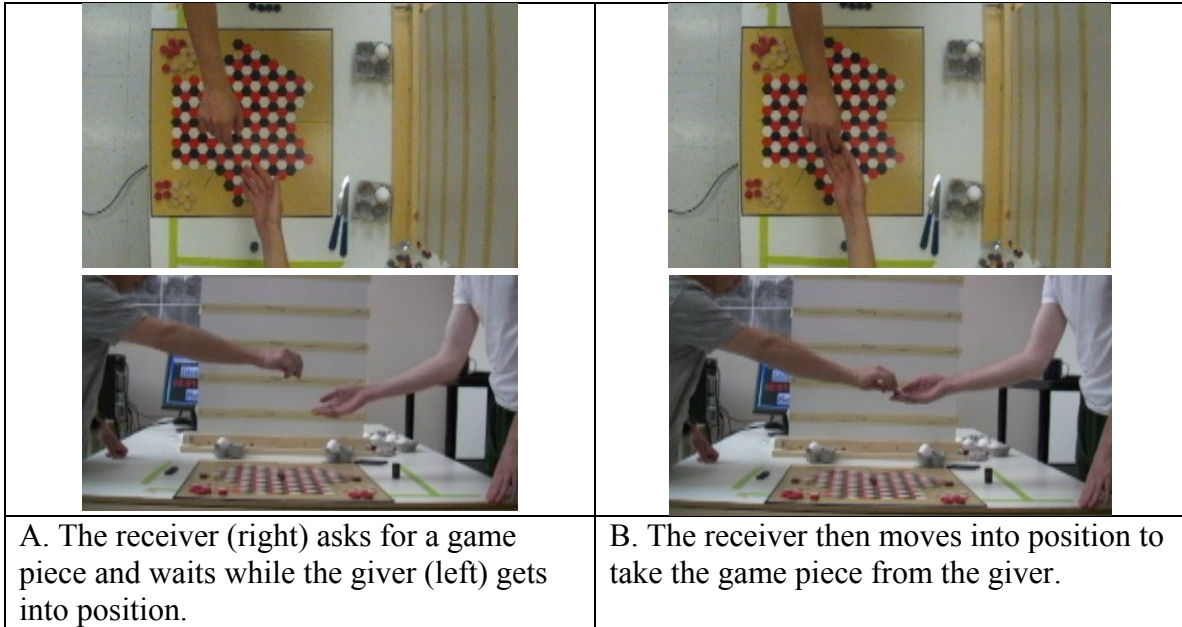 A. The receiver (right) asks for a game
piece and waits while the giver (left) gets
into position.
B. The receiver then moves into position to
take the game piece from the giver.